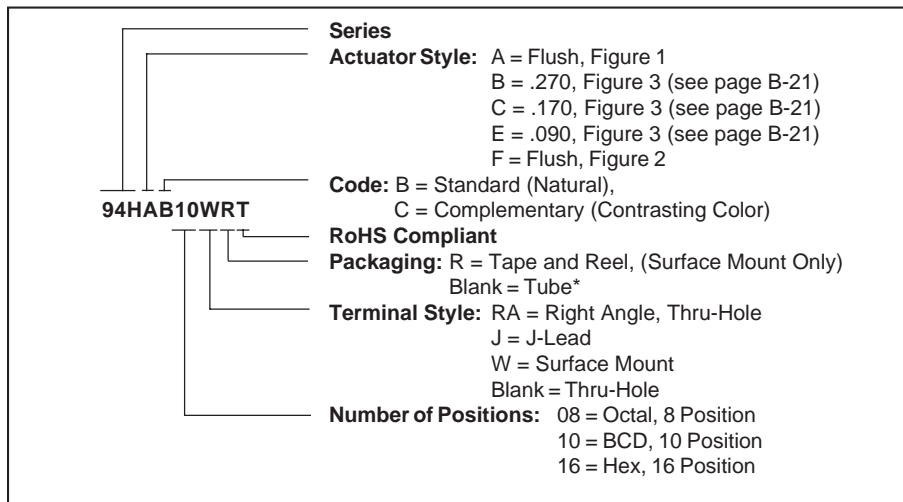 Series
Actuator Style: A = Flush, Figure 1
B = .270, Figure 3 (see page B-21)
C = .170, Figure 3 (see page B-21)
E = .090, Figure 3 (see page B-21)
F = Flush, Figure 2
Code: B = Standard (Natural),
C = Complementary (Contrasting Color)
94HAB10WRT
RoHS Compliant
Packaging: R = Tape and Reel, (Surface Mount Only)
Blank = Tube*
Terminal Style: RA = Right Angle, Thru-Hole
J = J-Lead
W = Surface Mount
Blank = Thru-Hole
Number of Positions: 08 = Octal, 8 Position
10 = BCD, 10 Position
16 = Hex, 16 Position